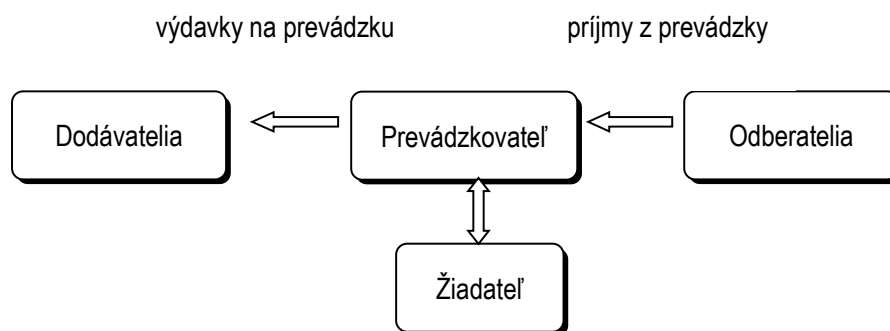 výdavky na prevádzku príjmy z prevádzky
Dodávatelia Prevádzkovateľ Odberatelia
Žiadateľ